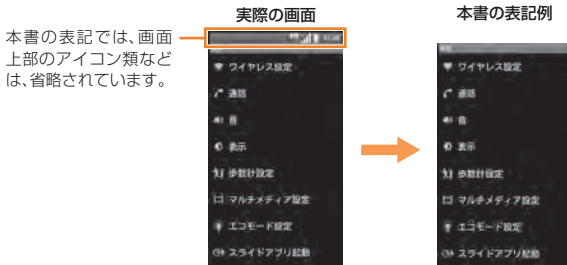 実際の画面
本書の表記例
本書の表記では、画面
上部のアイコン類など
は、省略されています。
ワイヤレス設定
通話
音
表示
歩数計設定
マルチメディア設定
エコモード設定
スライドアプリ起動
ワイヤレス設定
通話
音
表示
歩数計設定
マルチメディア設定
エコモード設定
スライドアプリ起動